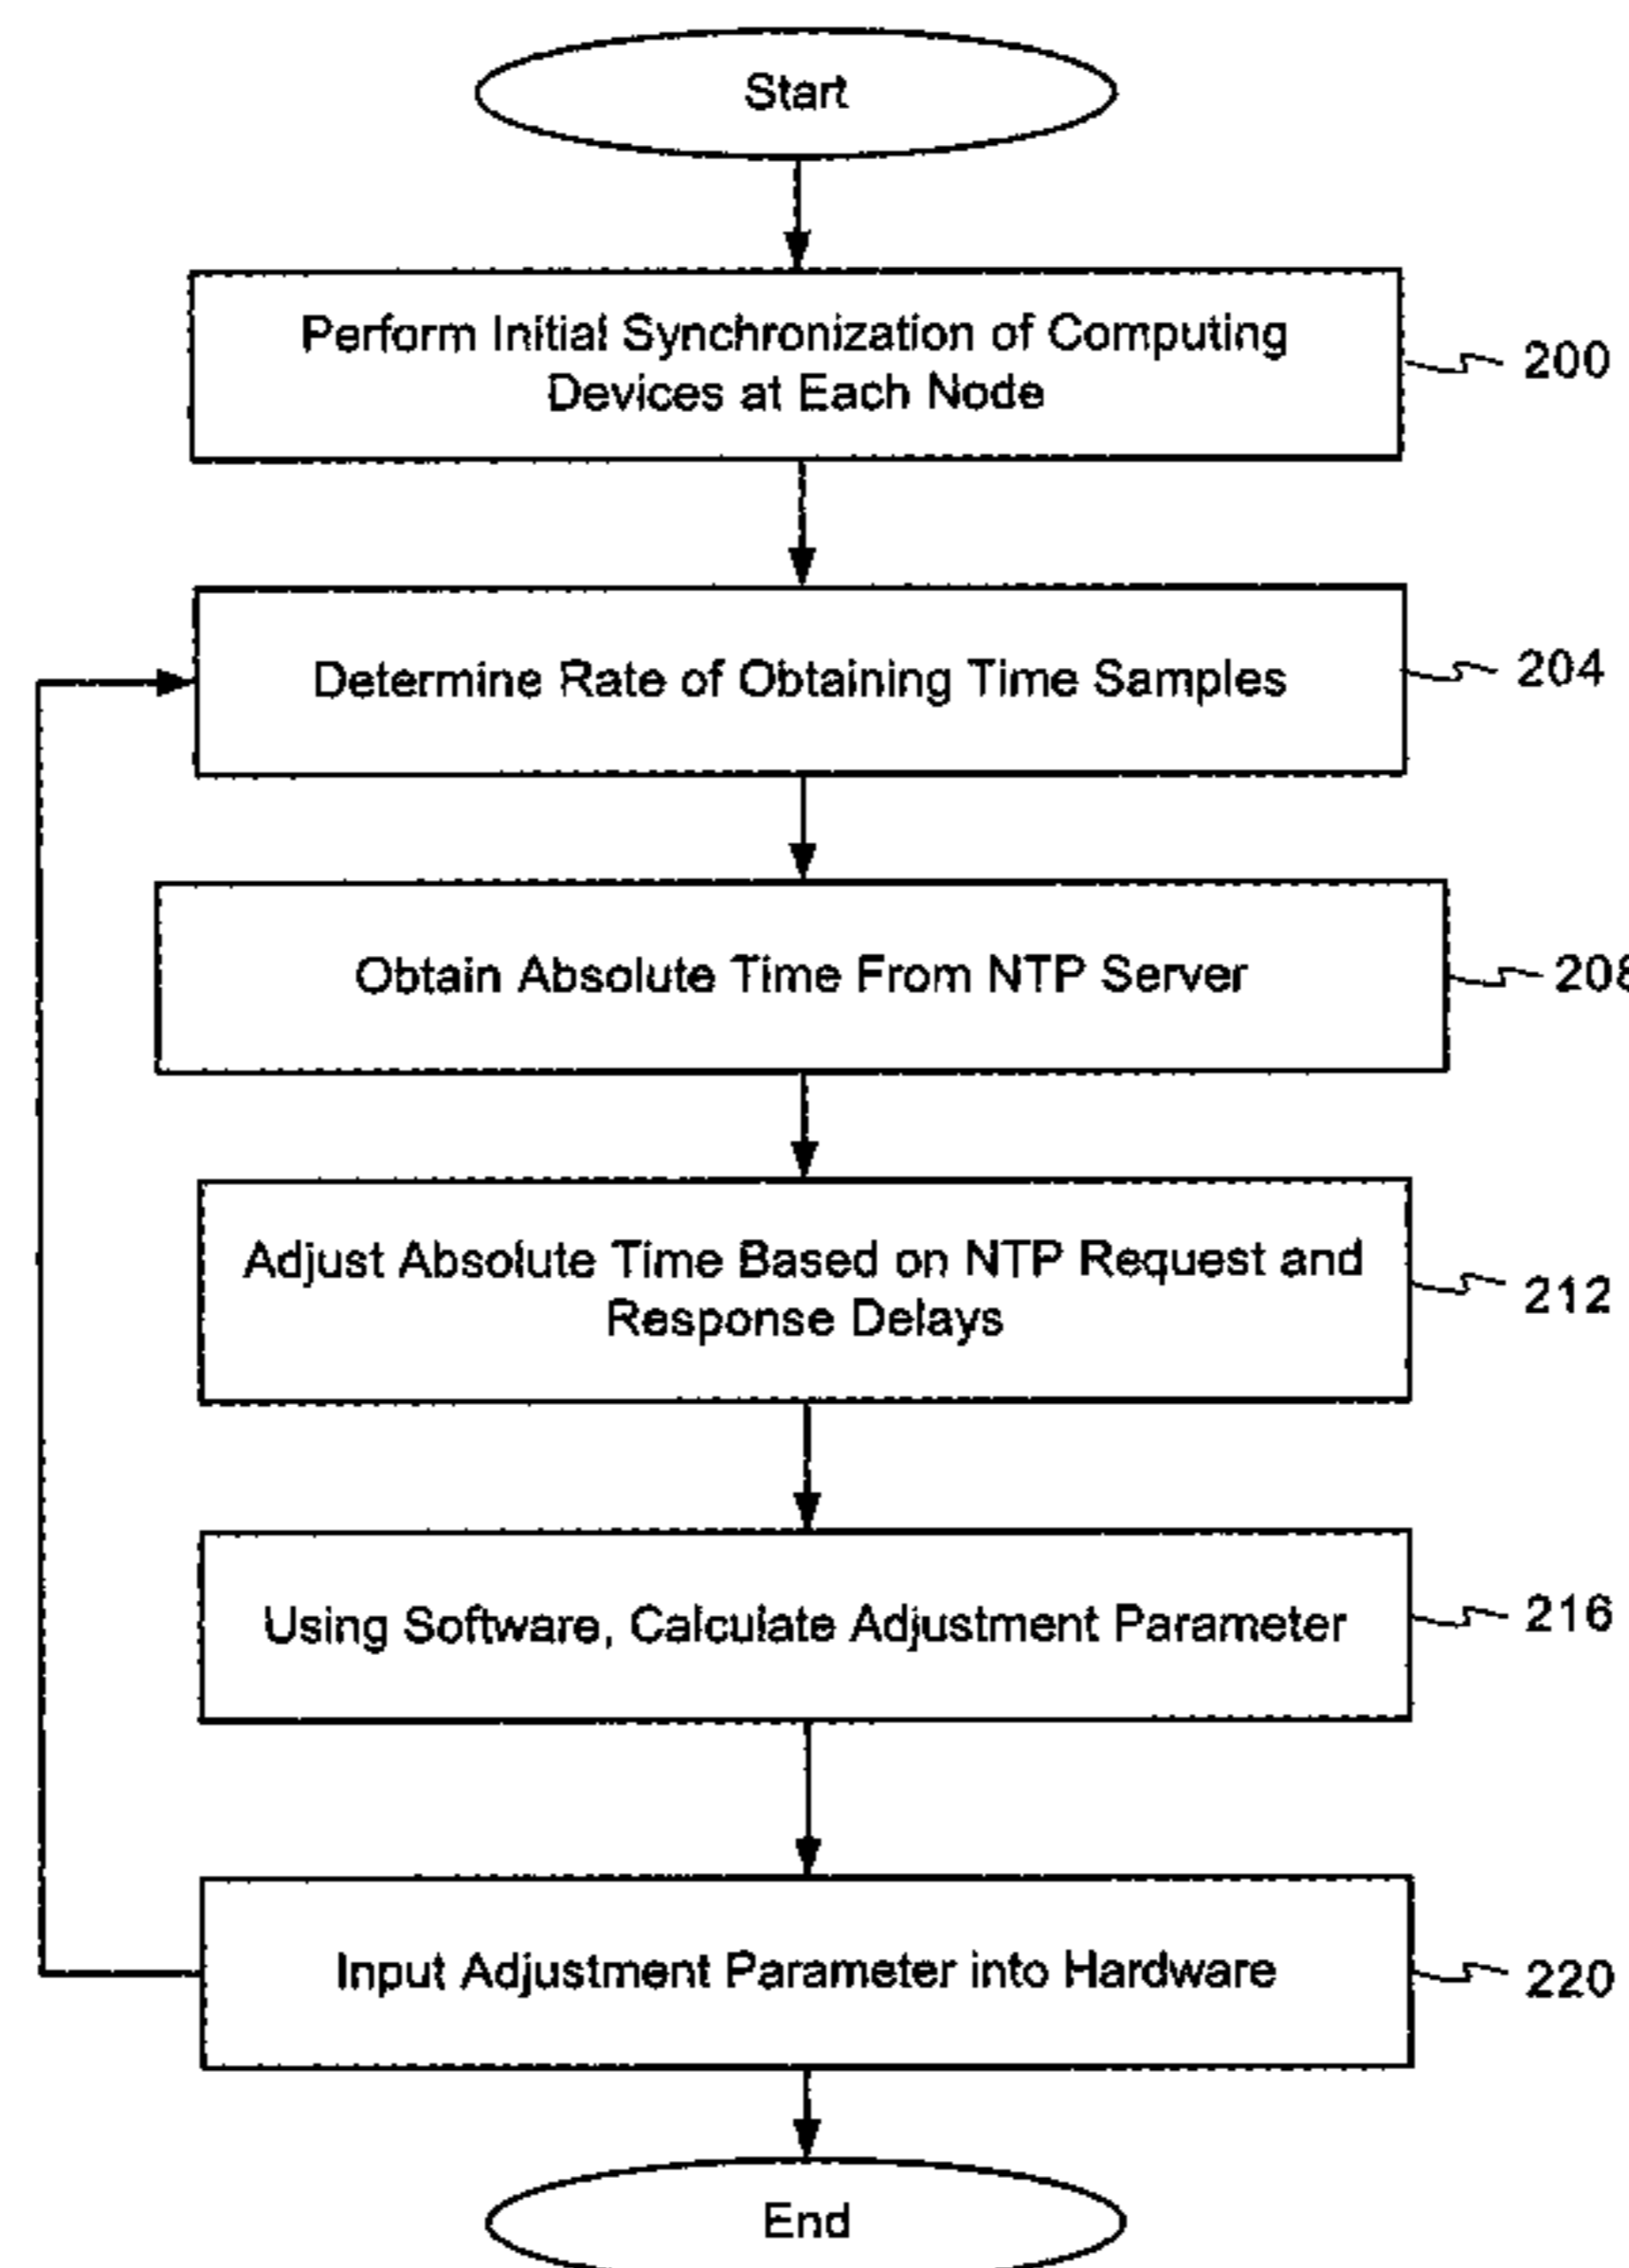 Start
Perform Initial Synchronization of Computing
Devices at Each Node
200
Determine Rate of Obtaining Time Samples
204
Obtain Absolute Time From NTP Server
208
Adjust Absolute Time Based on NTP Request and
Response Delays
212
Using Software, Calculate Adjustment Parameter
216
Input Adjustment Parameter into Hardware
220
End